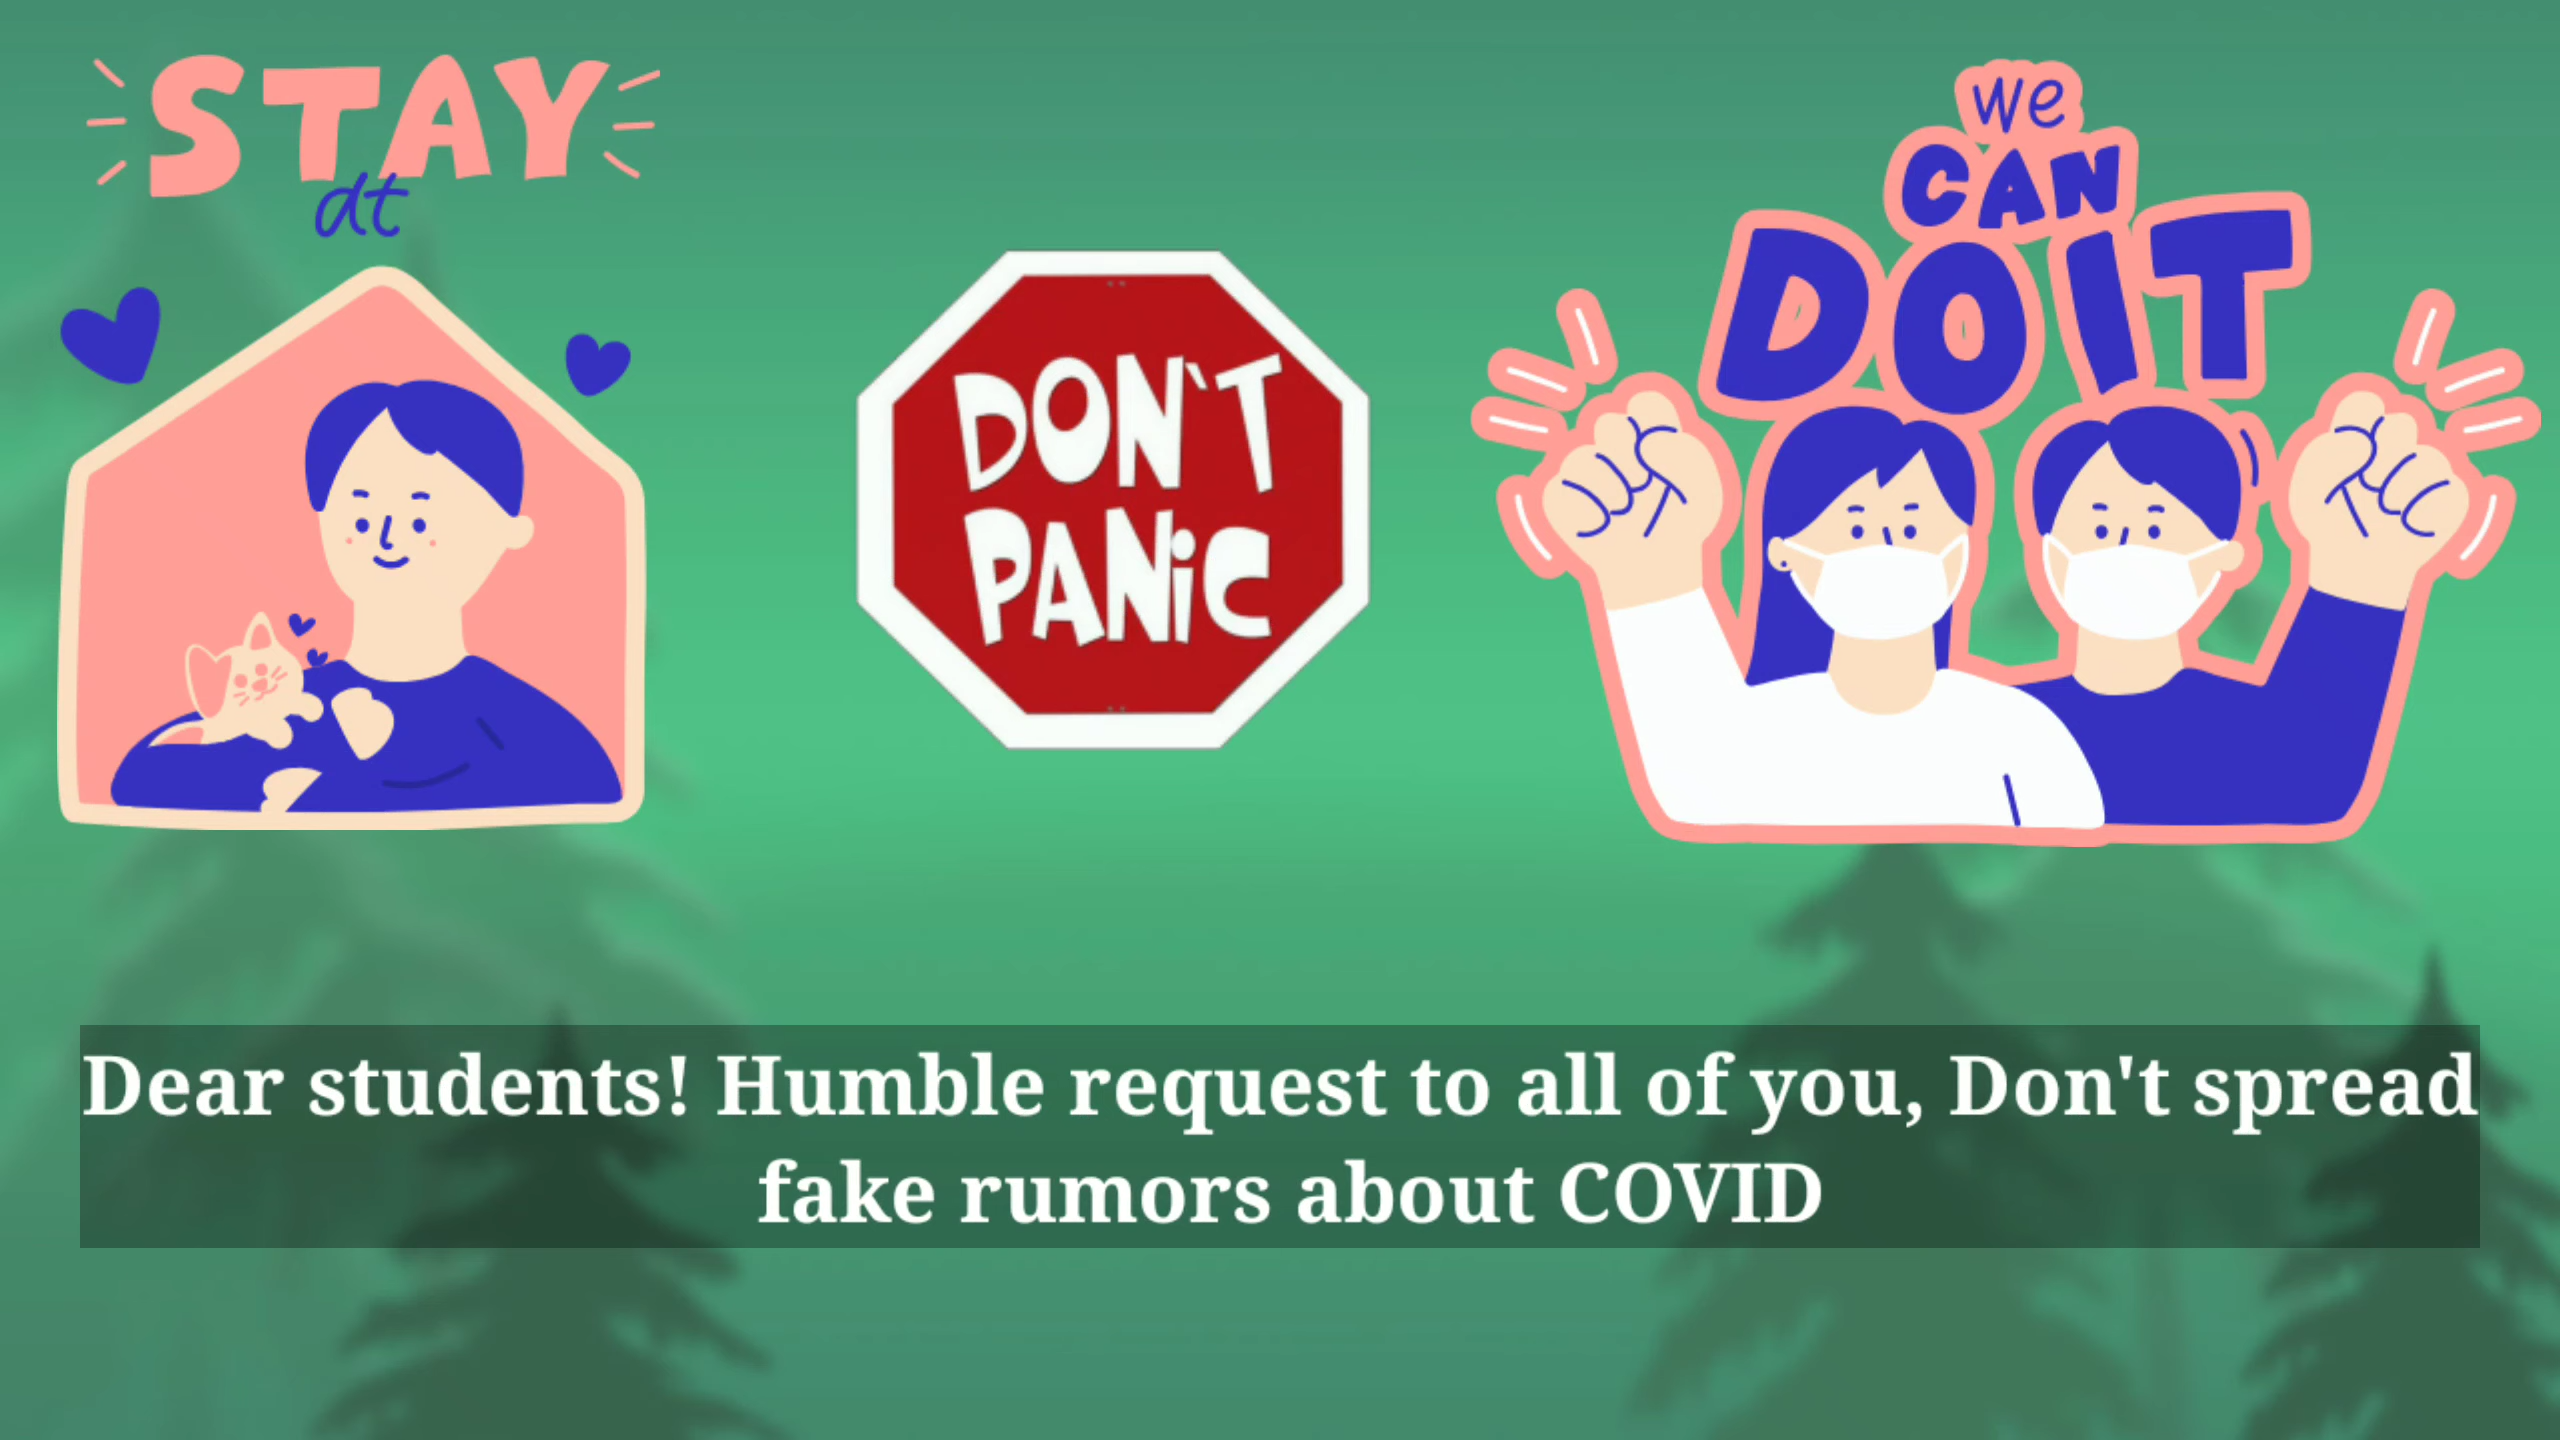 STAY
at
DON`T
PANiC
We
CAN
DO IT
Dear students! Humble request to all of you, Don't spread
fake rumors about COVID